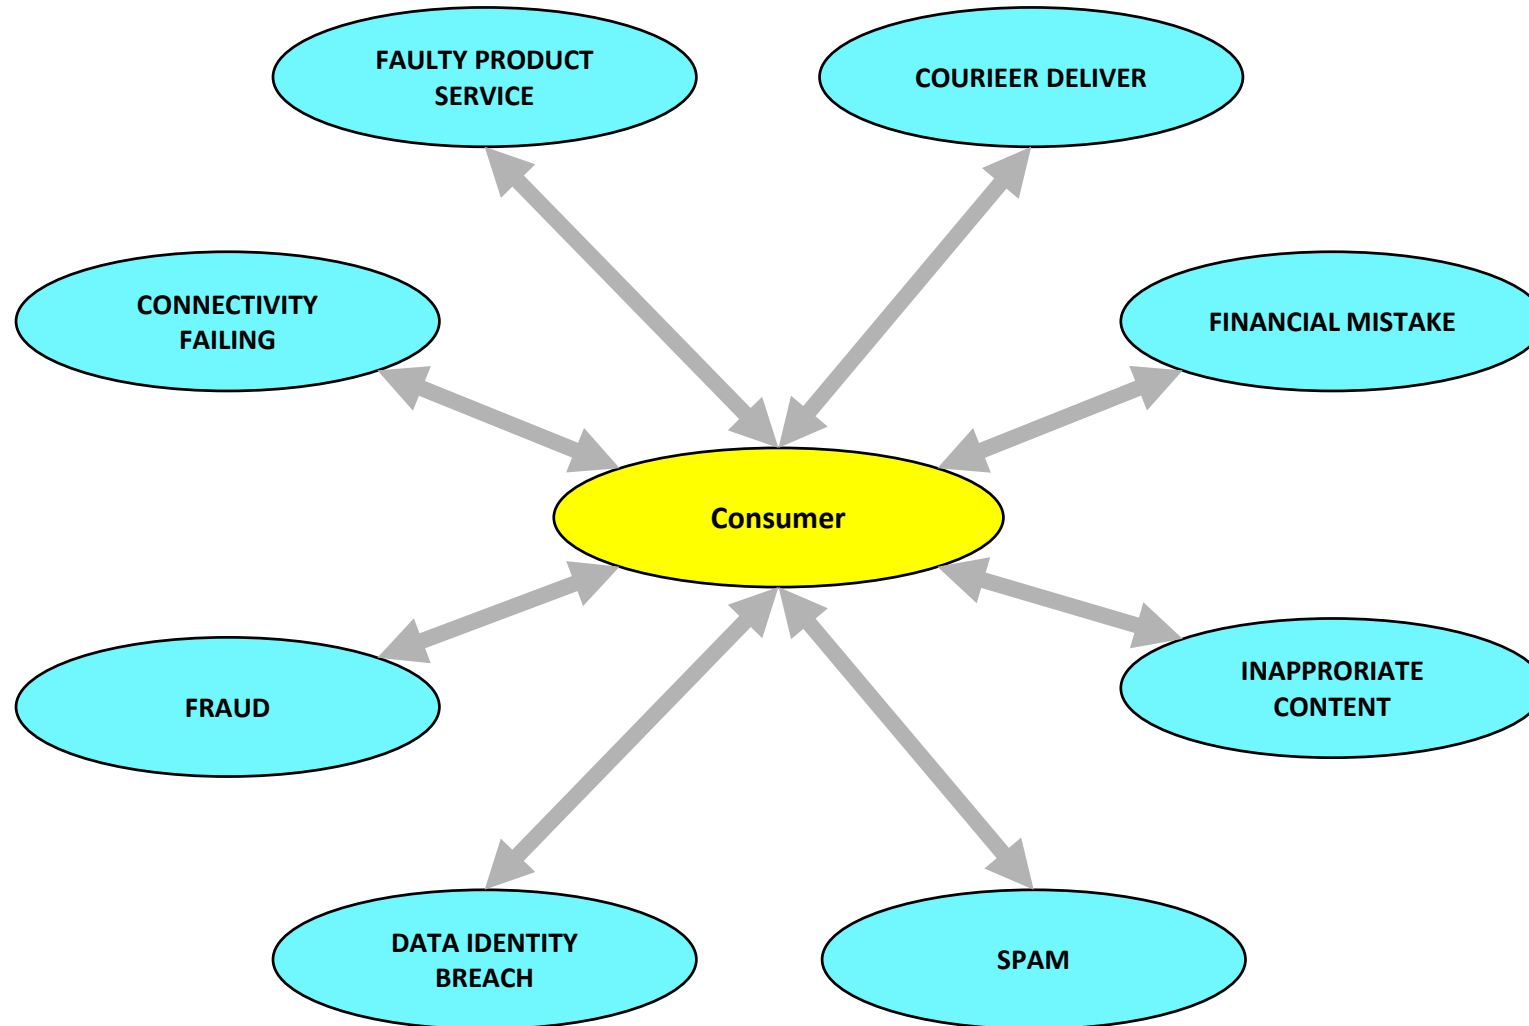 FAULTY PRODUCT
SERVICE
COURIEER DELIVER
CONNECTIVITY
FAILING
FINANCIAL MISTAKE
Consumer
FRAUD
INAPPRORIATE
CONTENT
DATA IDENTITY
BREACH
SPAM